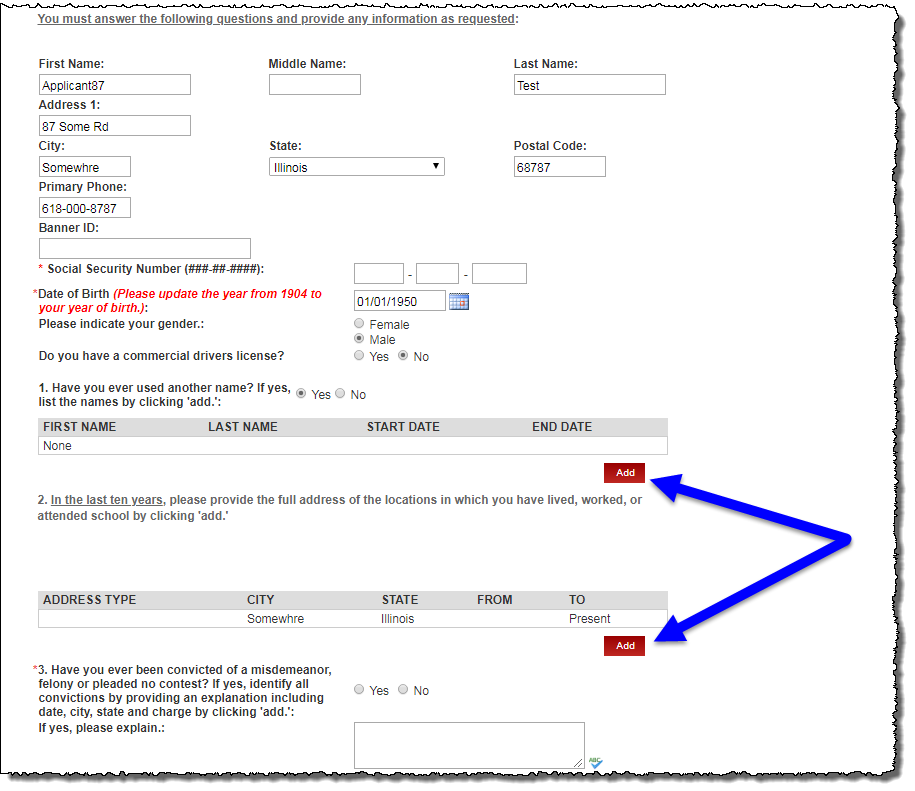 You must answer the following questions and provide any information as requested:
First Name: Middle Name: Last Name:
Applicant87 Test
Address 1:
87 Some Rd
City: State: Postal Code:
Somewhre Illinois 68787
Primary Phone:
618-000-8787
Banner ID:
* Social Security Number (###-##-####): - -
*Date of Birth (Please update the year from 1904 to
your year of birth.): 01/01/1950
Please indicate your gender.: Female
Male
Do you have a commercial drivers license? Yes No
1. Have you ever used another name? If yes, Yes No
list the names by clicking 'add.':
FIRST NAME LAST NAME START DATE END DATE
None
Add
2. In the last ten years, please provide the full address of the locations in which you have lived, worked, or
attended school by clicking 'add.'
ADDRESS TYPE CITY STATE FROM TO
Somewhre Illinois Present
Add
*3. Have you ever been convicted of a misdemeanor,
felony or pleaded no contest? If yes, identify all Yes No
convictions by providing an explanation including
date, city, state and charge by clicking 'add.':
If yes, please explain.:
ABC